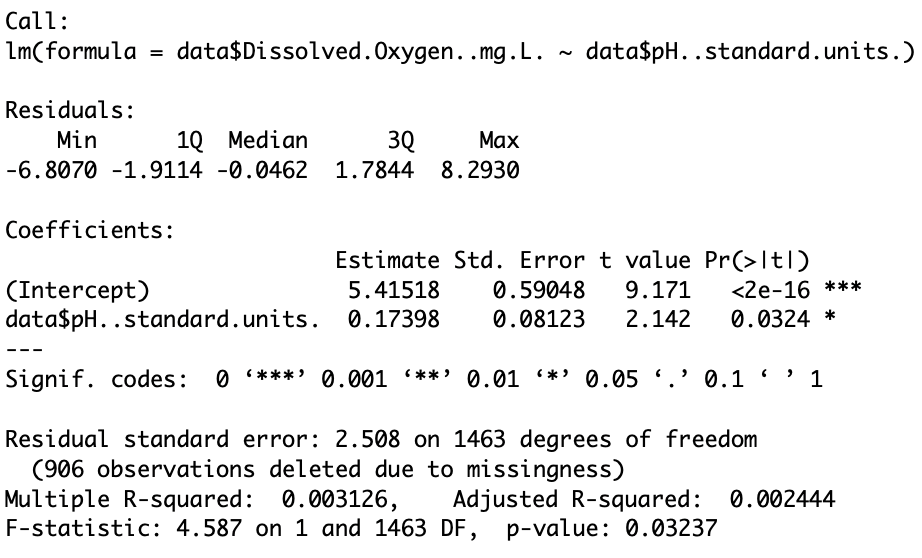 Call:
lm(formula = data$Dissolved.Oxygen..mg.L. ~ data$pH..standard.units.)
Residuals:
    Min      1Q  Median      3Q     Max
-6.8070 -1.9114 -0.0462  1.7844  8.2930
Coefficients:
                         Estimate Std. Error t value Pr(>|t|)
(Intercept)               5.41518    0.59048   9.171   <2e-16 ***
data$pH..standard.units.  0.17398    0.08123   2.142   0.0324 *
---
Signif. codes:  0 ‘***’ 0.001 ‘**’ 0.01 ‘*’ 0.05 ‘.’ 0.1 ‘ ’ 1
Residual standard error: 2.508 on 1463 degrees of freedom
  (906 observations deleted due to missingness)
Multiple R-squared:  0.003126,    Adjusted R-squared:  0.002444
F-statistic: 4.587 on 1 and 1463 DF,  p-value: 0.03237